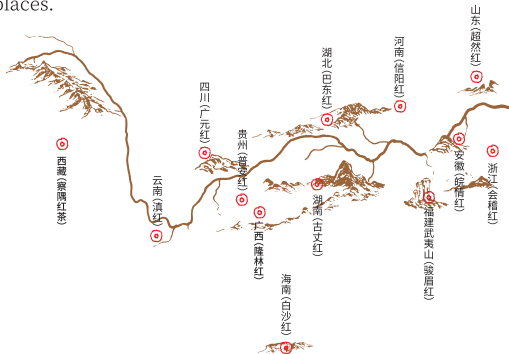 places.
山东（超然红）
河南（信阳红）
湖北（巴东红）
四川（广元红）
贵州（普安红）
安徽（皖情红）
浙江（会稽红）
西藏（察隅红茶）
云南（滇红）
湖南（古丈红）
福建武夷山（骏眉红）
广西（隆林红）
海南（白沙红）